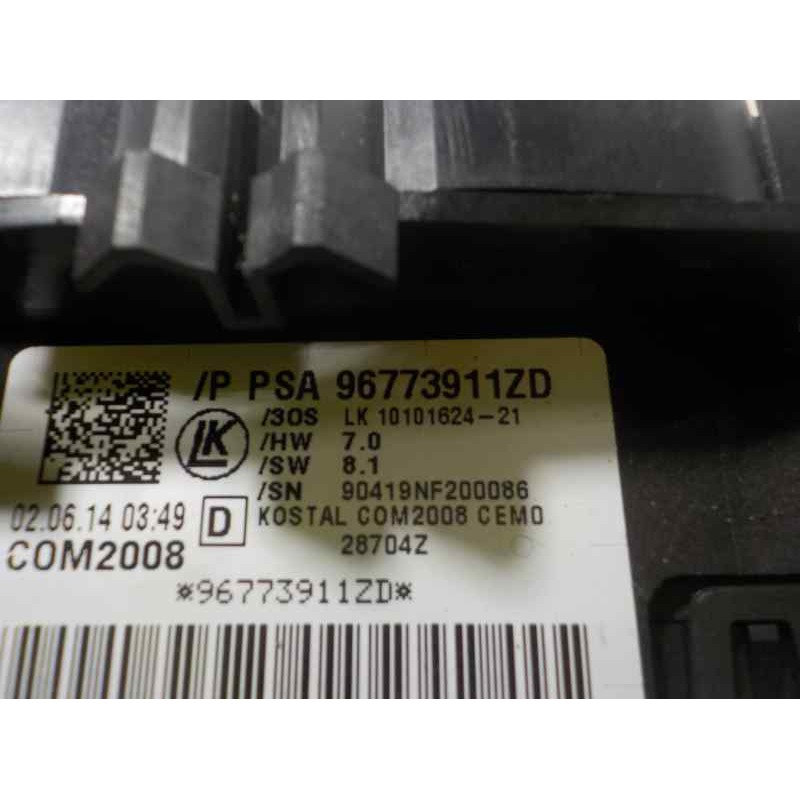 /P PSA 96773911ZD
/3OS LK 10101624-21
LK
/HW 7.0
/SW 8.1
/SN 90419NF200086
02.06.14 03:49 D KOSTAL COM2008 CEM0
COM2008 28704Z
*96773911ZD*